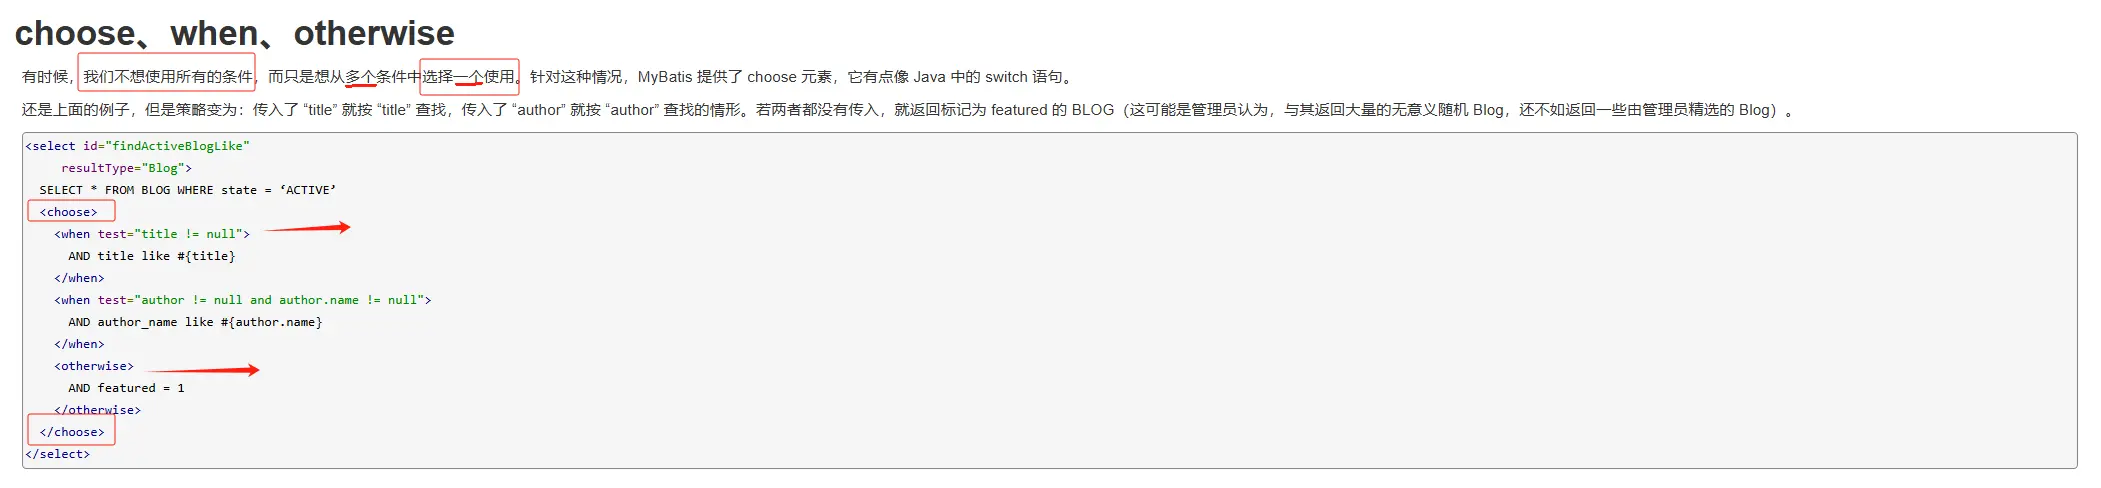 choose、when、otherwise
有时候，我们不想使用所有的条件，而只是想从多个条件中选择一个使用。针对这种情况，MyBatis 提供了 choose 元素，它有点像 Java 中的 switch 语句。
还是上面的例子，但是策略变为：传入了 “title” 就按 “title” 查找，传入了 “author” 就按 “author” 查找的情形。若两者都没有传入，就返回标记为 featured 的 BLOG（这可能是管理员认为，与其返回大量的无意义随机 Blog，还不如返回一些由管理员精选的 Blog）。
<select id="findActiveBlogLike"
     resultType="Blog">
  SELECT * FROM BLOG WHERE state = ‘ACTIVE’
  <choose>
    <when test="title != null">
      AND title like #{title}
    </when>
    <when test="author != null and author.name != null">
      AND author_name like #{author.name}
    </when>
    <otherwise>
      AND featured = 1
    </otherwise>
  </choose>
</select>